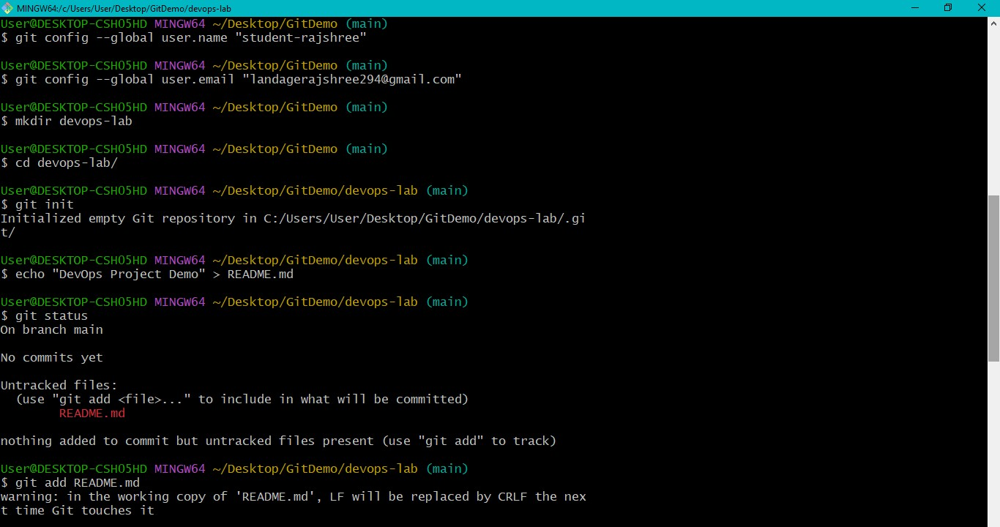 MINGW64:/c/Users/User/Desktop/GitDemo/devops-lab
User@DESKTOP-CSHO5HD MINGW64 ~/Desktop/GitDemo (main)
$ git config --global user.name "student-rajshree"
User@DESKTOP-CSHO5HD MINGW64 ~/Desktop/GitDemo (main)
$ git config --global user.email "landagerajshree294@gmail.com"
User@DESKTOP-CSHO5HD MINGW64 ~/Desktop/GitDemo (main)
$ mkdir devops-lab
User@DESKTOP-CSHO5HD MINGW64 ~/Desktop/GitDemo (main)
$ cd devops-lab/
User@DESKTOP-CSHO5HD MINGW64 ~/Desktop/GitDemo/devops-lab (main)
$ git init
Initialized empty Git repository in C:/Users/User/Desktop/GitDemo/devops-lab/.gi
t/
User@DESKTOP-CSHO5HD MINGW64 ~/Desktop/GitDemo/devops-lab (main)
$ echo "DevOps Project Demo" > README.md
User@DESKTOP-CSHO5HD MINGW64 ~/Desktop/GitDemo/devops-lab (main)
$ git status
On branch main
No commits yet
Untracked files:
  (use "git add <file>..." to include in what will be committed)
        README.md
nothing added to commit but untracked files present (use "git add" to track)
User@DESKTOP-CSHO5HD MINGW64 ~/Desktop/GitDemo/devops-lab (main)
$ git add README.md
warning: in the working copy of 'README.md', LF will be replaced by CRLF the nex
t time Git touches it